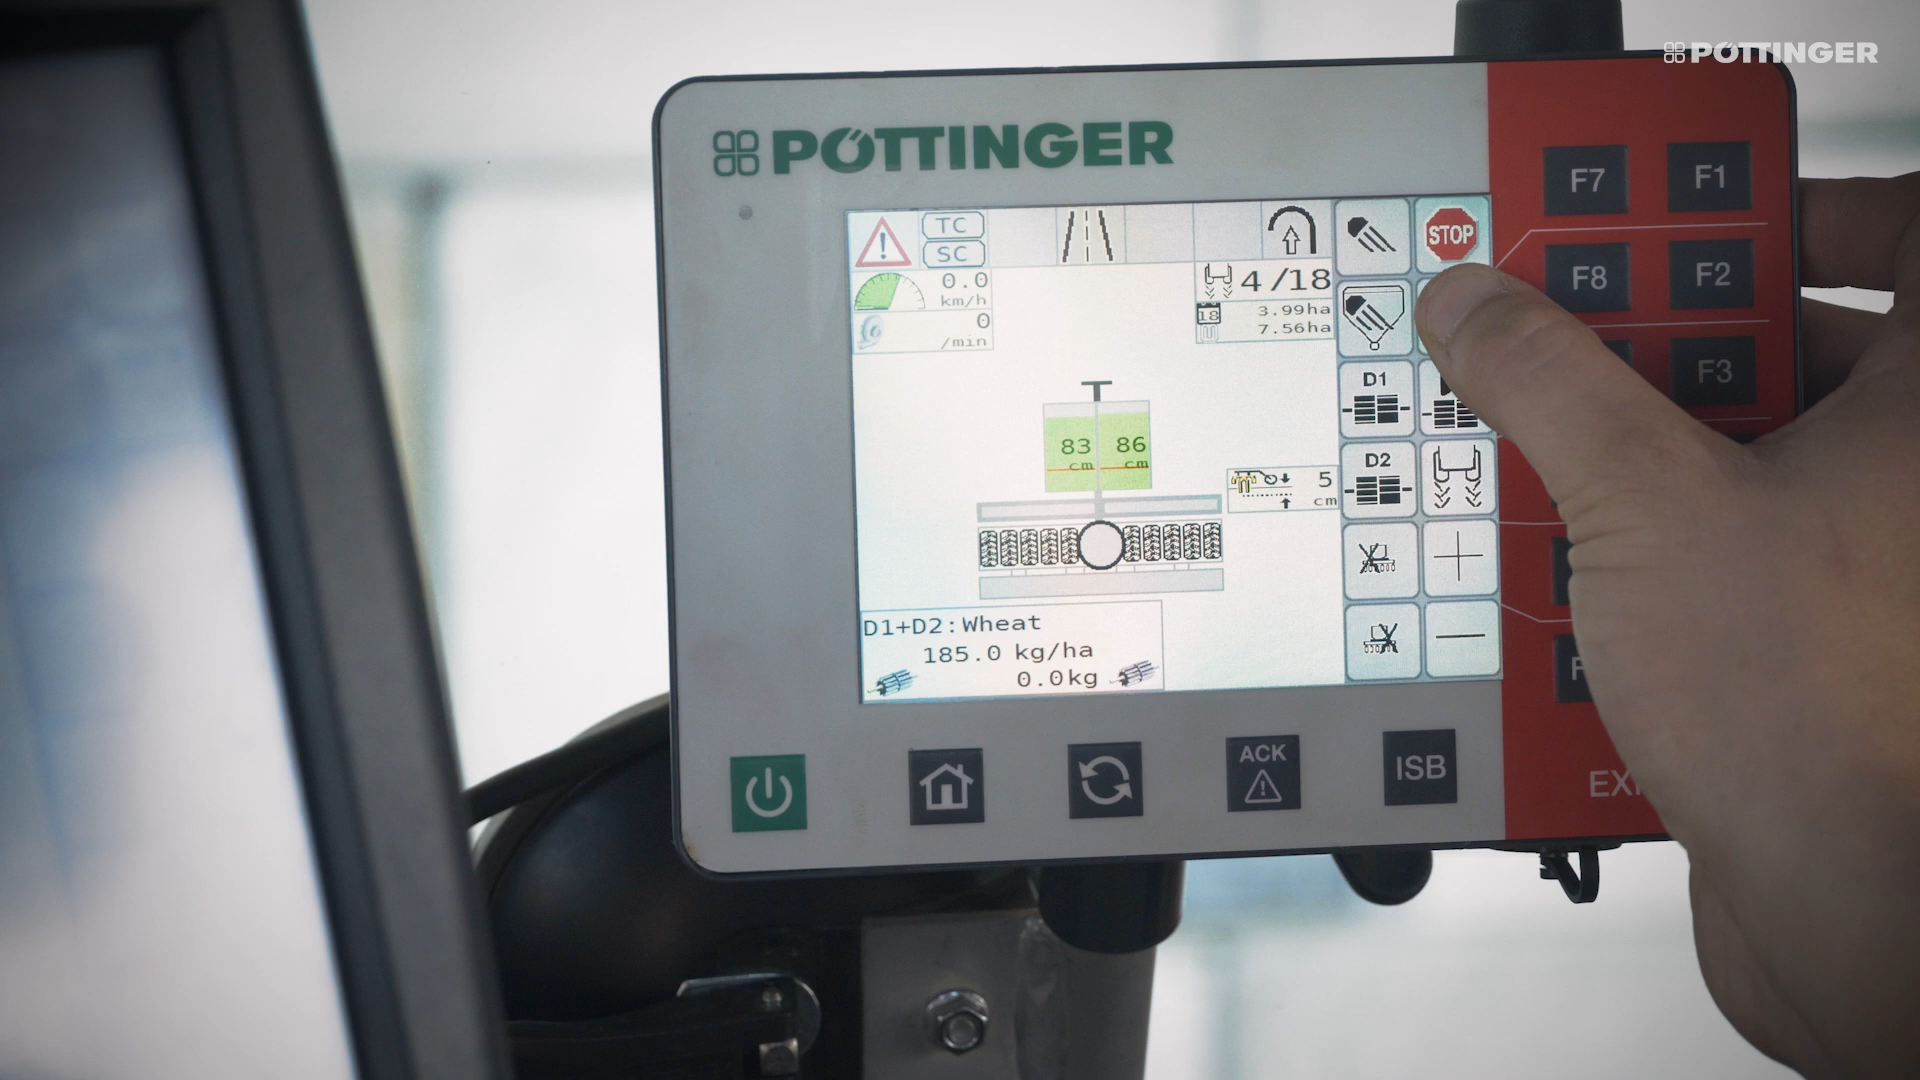 PÖTTINGER
PÖTTINGER
F7 F1
TC
SC
STOP
0.0
km/h
4/18
F8 F2
18
3.99ha
7.56ha
0
/min
D1
F3
83 cm
86 cm
D2
5
cm
D1+D2:Wheat
185.0 kg/ha
0.0kg
ACK
ISB